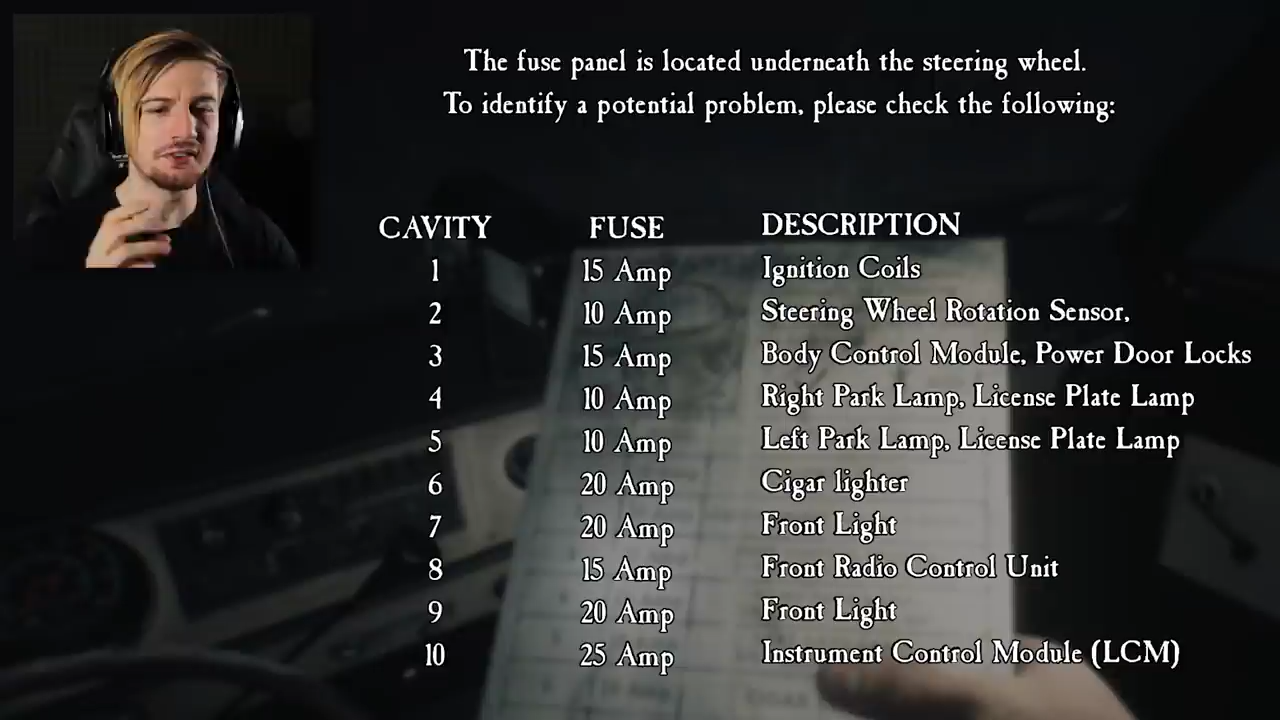 The fuse panel is located underneath the steering wheel.
To identify a potential problem, please check the following:
CAVITY FUSE DESCRIPTION
1 15 Amp Ignition Coils
2 10 Amp Steering Wheel Rotation Sensor,
3 15 Amp Body Control Module, Power Door Locks
4 10 Amp Right Park Lamp, License Plate Lamp
5 10 Amp Left Park Lamp, License Plate Lamp
6 20 Amp Cigar lighter
7 20 Amp Front Light
8 15 Amp Front Radio Control Unit
9 20 Amp Front Light
10 25 Amp Instrument Control Module (LCM)